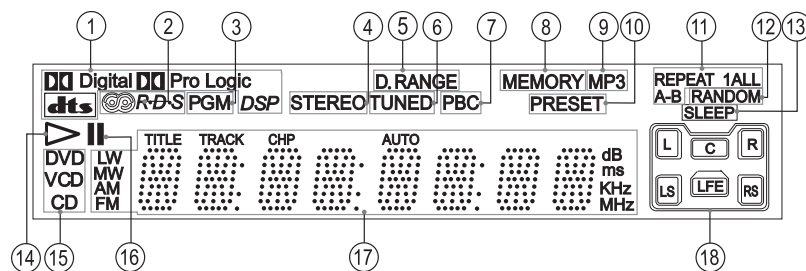 1 2 3 4 5 6 7 8 9 10 11 12 13
Digital Pro Logic D. RANGE MEMORY MP3 REPEAT 1ALL
dts R·D·S PGM DSP STEREO TUNED PBC PRESET A-B RANDOM
SLEEP
TITLE TRACK CHP AUTO
DVD LW dB L C R
VCD MW ms
CD AM KHz LS LFE RS
FM MHz
14 15 16 17 18